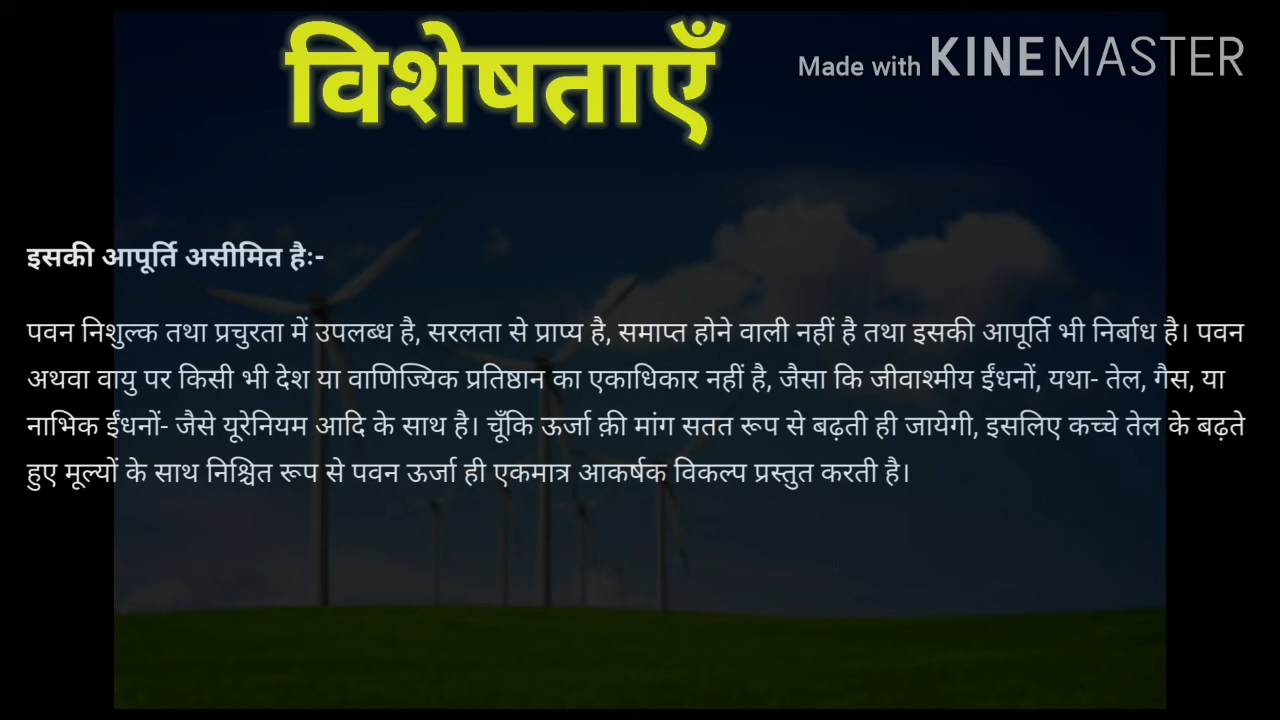 विशेषताएँ
Made with KINEMASTER
इसकी आपूर्ति असीमित हैः-
पवन निशुल्क तथा प्रचुरता में उपलब्ध है, सरलता से प्राप्य है, समाप्त होने वाली नहीं है तथा इसकी आपूर्ति भी निर्बाध है। पवन
अथवा वायु पर किसी भी देश या वाणिज्यिक प्रतिष्ठान का एकाधिकार नहीं है, जैसा कि जीवाश्मीय ईंधनों, यथा- तेल, गैस, या
नाभिक ईंधनों- जैसे यूरेनियम आदि के साथ है। चूँकि ऊर्जा क़ी मांग सतत रूप से बढ़ती ही जायेगी, इसलिए कच्चे तेल के बढ़ते
हुए मूल्यों के साथ निश्चित रूप से पवन ऊर्जा ही एकमात्र आकर्षक विकल्प प्रस्तुत करती है।